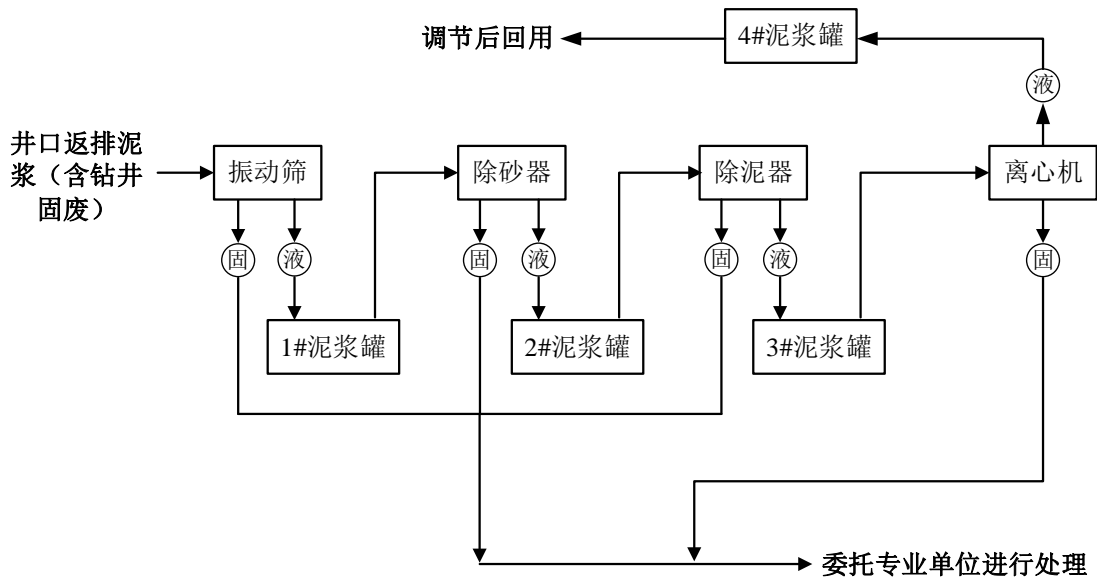 调节后回用
4#泥浆罐
液
井口返排泥
浆（含钻井
固废）
振动筛
除砂器
除泥器
离心机
固
液
固
液
固
液
固
1#泥浆罐
2#泥浆罐
3#泥浆罐
委托专业单位进行处理